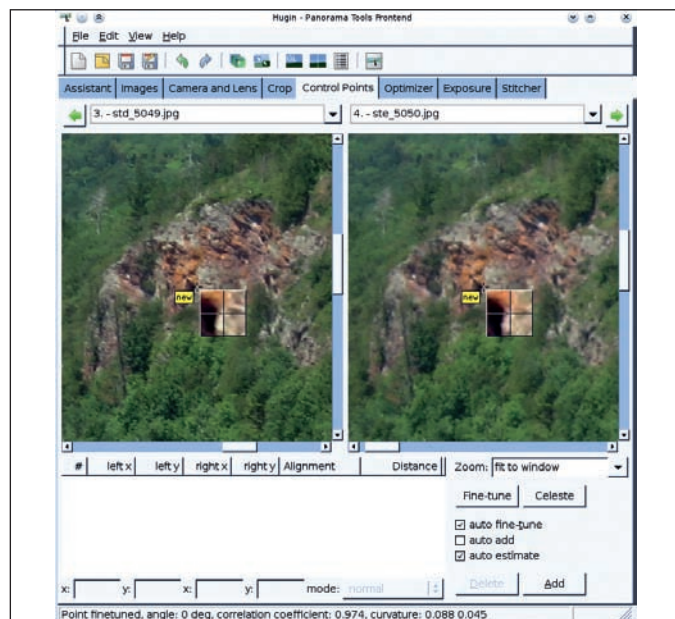 Hugin - Panorama Tools Frontend
File Edit View Help
Assistant Images Camera and Lens Crop Control Points Optimizer Exposure Stitcher
3. - std_5049.jpg 4. - ste_5050.jpg
new new
# left x left y right x right y Alignment Distance Zoom: fit to window
Fine-tune Celeste
auto fine-tune
auto add
auto estimate
x: y: x: y: mode: normal Delete Add
Point finetuned, angle: 0 deg, correlation coefficient: 0.974, curvature: 0.088 0.045